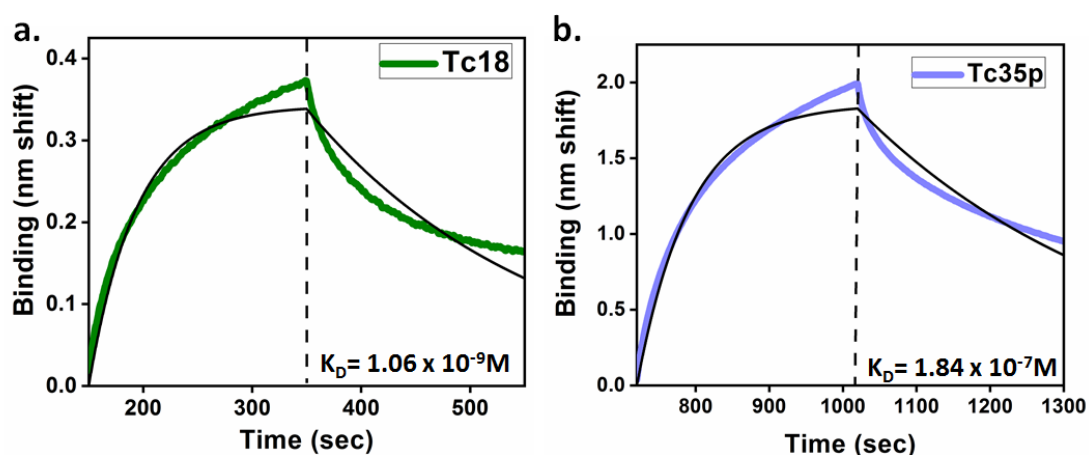 a.
Tc18
Binding (nm shift)
0.4
0.3
0.2
0.1
0.0
K_D= 1.06 x 10^-9M
200
300
400
500
Time (sec)
b.
Tc35p
Binding (nm shift)
2.0
1.5
1.0
0.5
0.0
K_D= 1.84 x 10^-7M
800
900
1000
1100
1200
1300
Time (sec)